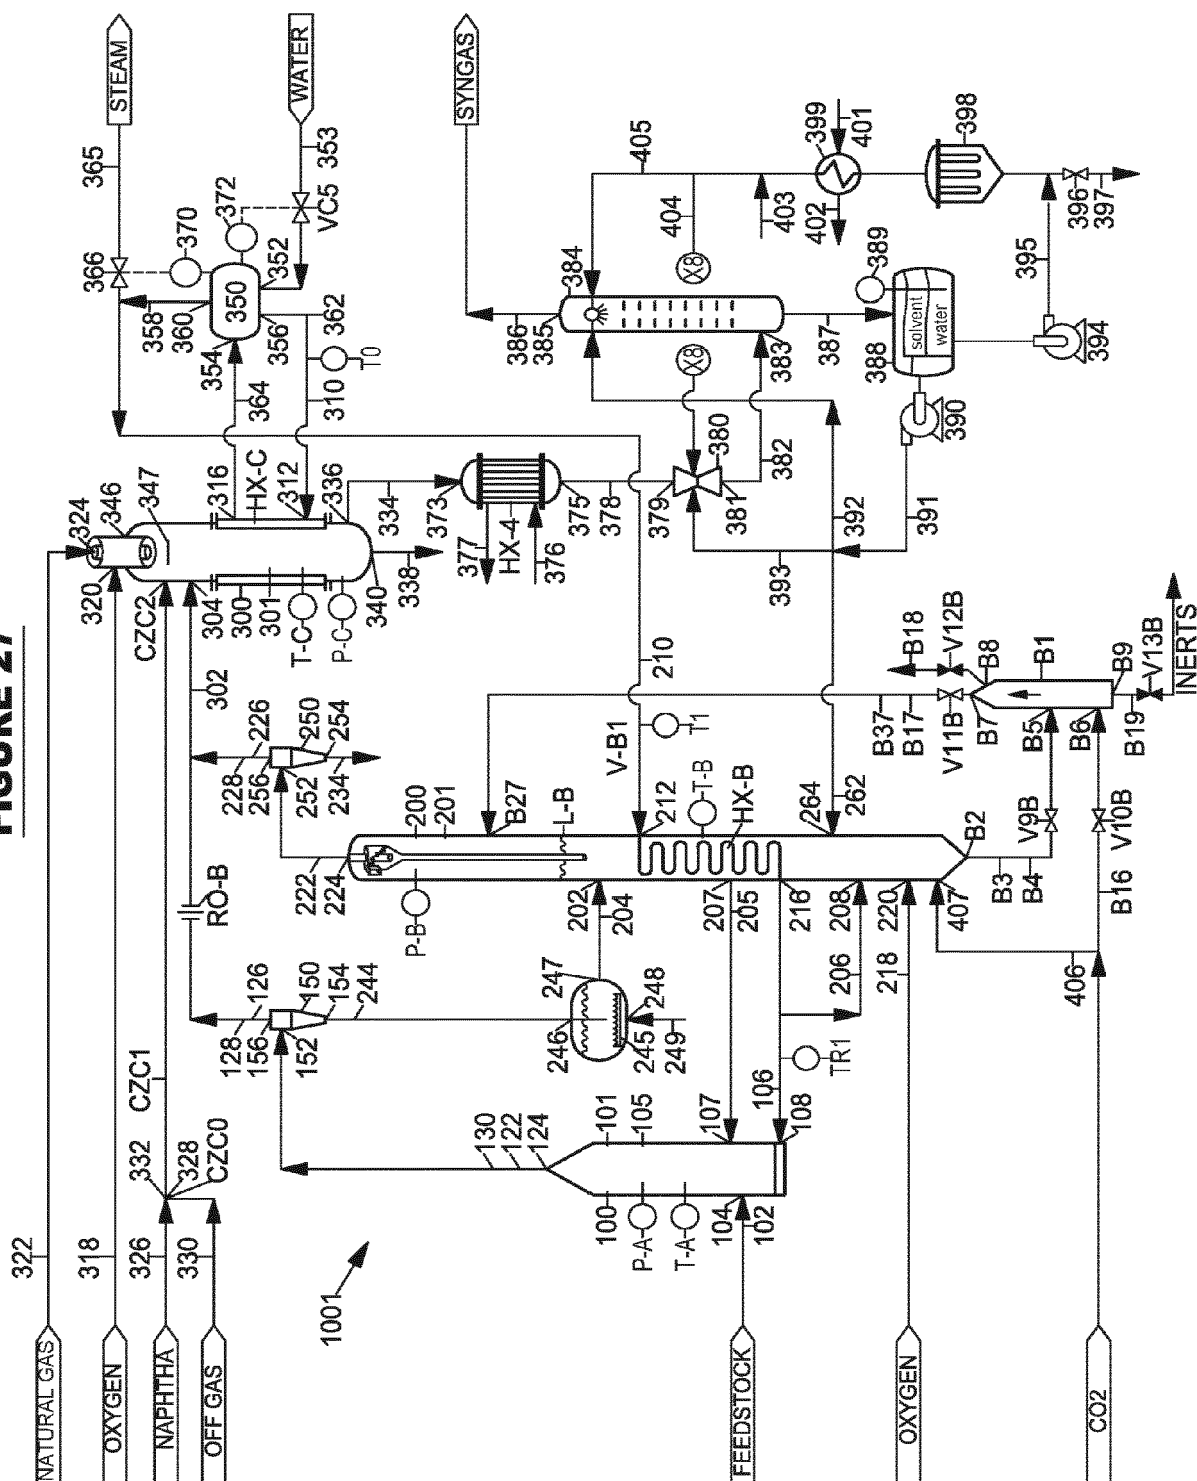 FIGURE 27
STEAM
WATER
SYNGAS
365
353
366
370
372
VC5
358
360
350
352
354
356
362
364
310
T0
324
346
347
316
HX-C
312
336
320
CZC2
304
300
301
T-C
P-C
340
338
334
373
377
HX-4
376
375
378
379
380
381
382
386
385
384
X8
X8
383
387
405
404
403
399
401
402
398
396
397
395
389
388
solvent
water
394
390
391
392
393
302
226
228
250
256
252
254
234
RO-B
222
224
200
201
B27
L-B
P-B
V-B1
210
T1
212
T-B
HX-B
264
262
B37
B17
V11B
B18
V12B
B7
B8
B1
B5
B6
B9
B19
V13B
INERTS
B2
V9B
V10B
B3
B4
B16
202
204
207
205
216
208
206
220
218
407
406
126
128
150
156
152
154
244
247
246
248
245
249
CZC1
332
328
CZC0
130
122
124
101
105
107
106
108
TR1
100
P-A
T-A
104
102
1001
322
318
326
330
NATURAL GAS
OXYGEN
NAPHTHA
OFF GAS
FEEDSTOCK
OXYGEN
CO2